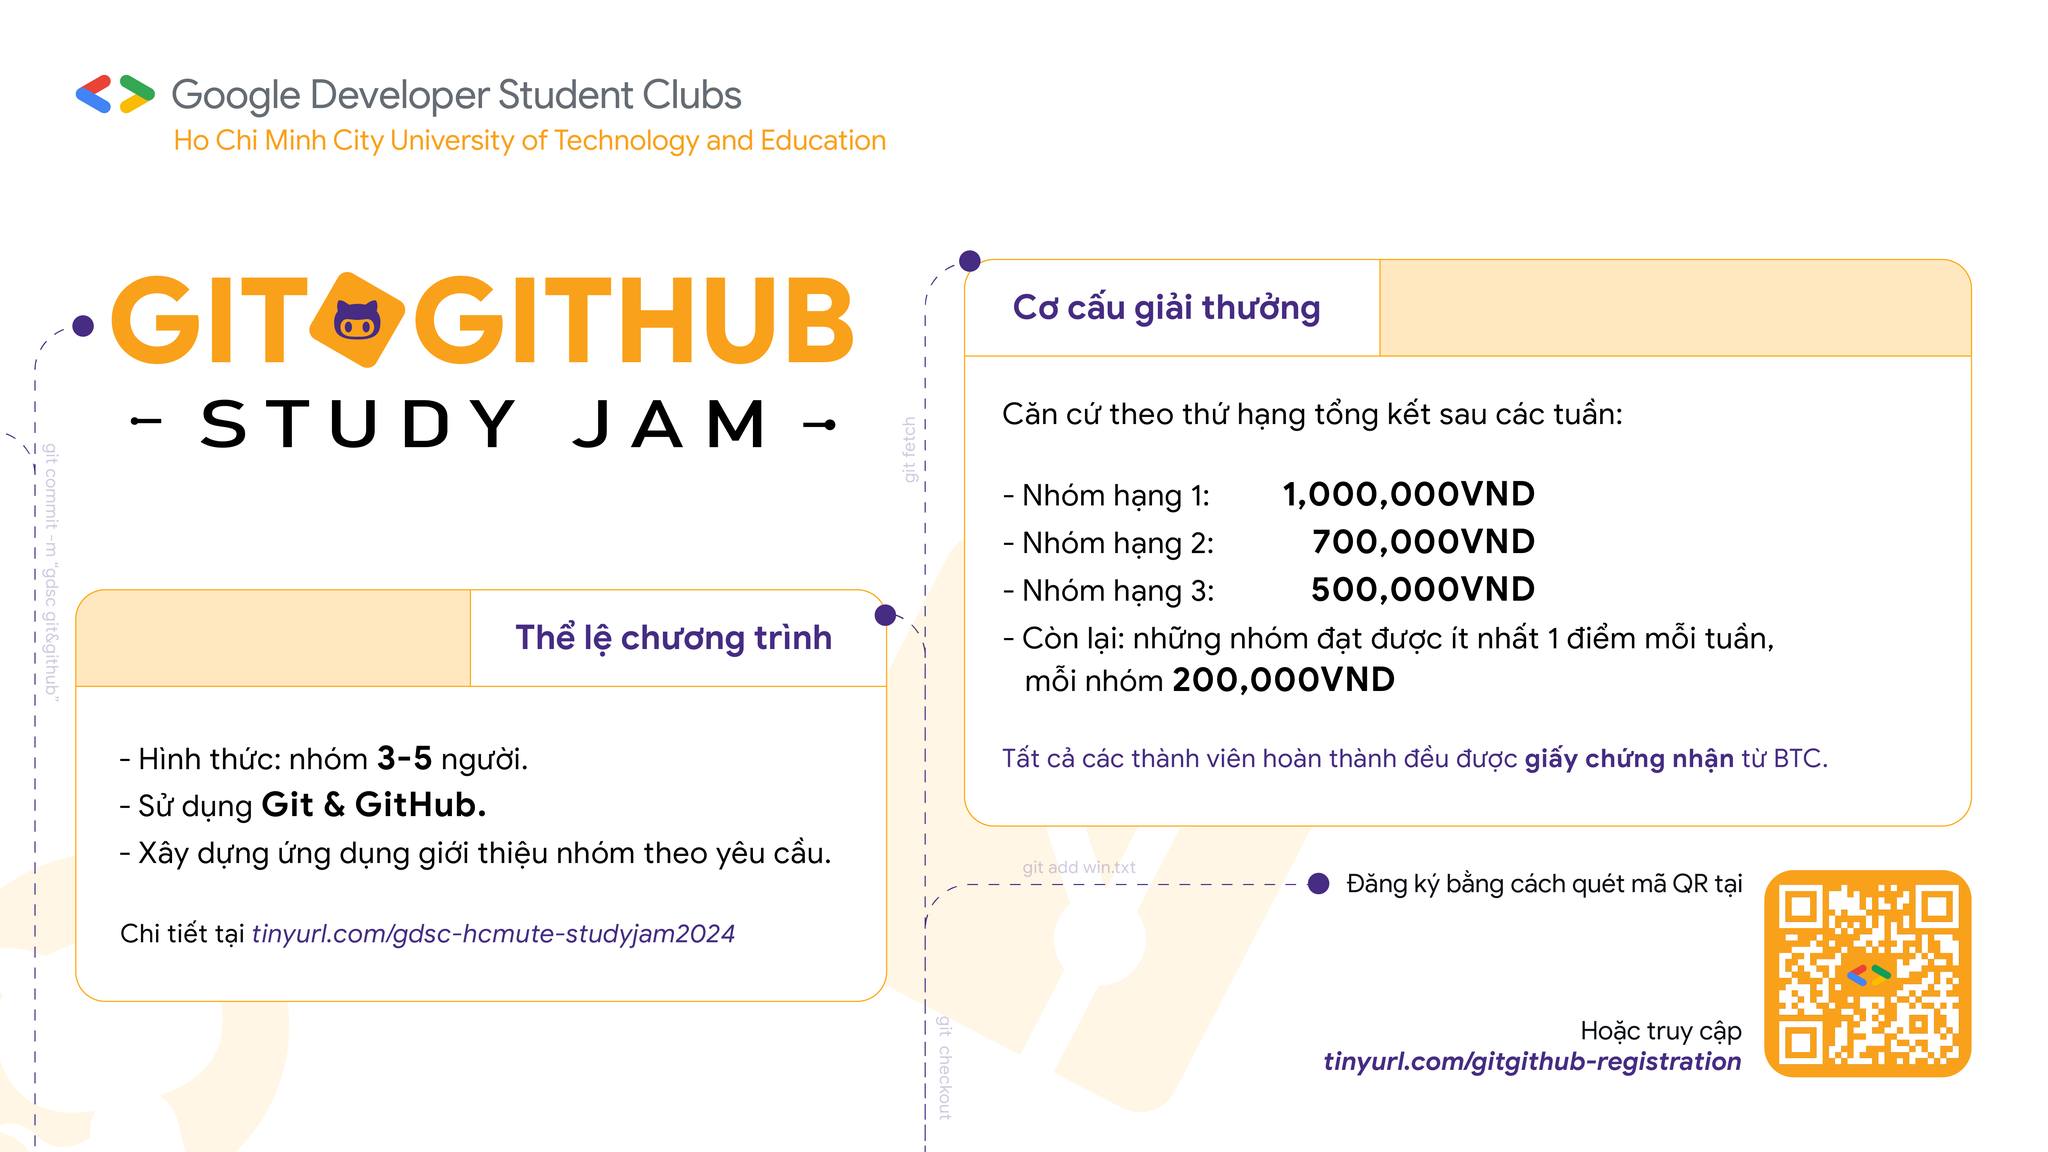 Google Developer Student Clubs
Ho Chi Minh City University of Technology and Education
GIT GITHUB
STUDY JAM
git commit -m "gdsc git&github"
Thể lệ chương trình
- Hình thức: nhóm 3-5 người.
- Sử dụng Git & GitHub.
- Xây dựng ứng dụng giới thiệu nhóm theo yêu cầu.
Chi tiết tại tinyurl.com/gdsc-hcmute-studyjam2024
git fetch
Cơ cấu giải thưởng
Căn cứ theo thứ hạng tổng kết sau các tuần:
- Nhóm hạng 1: 1,000,000VND
- Nhóm hạng 2: 700,000VND
- Nhóm hạng 3: 500,000VND
- Còn lại: những nhóm đạt được ít nhất 1 điểm mỗi tuần,
mỗi nhóm 200,000VND
Tất cả các thành viên hoàn thành đều được giấy chứng nhận từ BTC.
git add win.txt
Đăng ký bằng cách quét mã QR tại
git checkout
Hoặc truy cập
tinyurl.com/gitgithub-registration